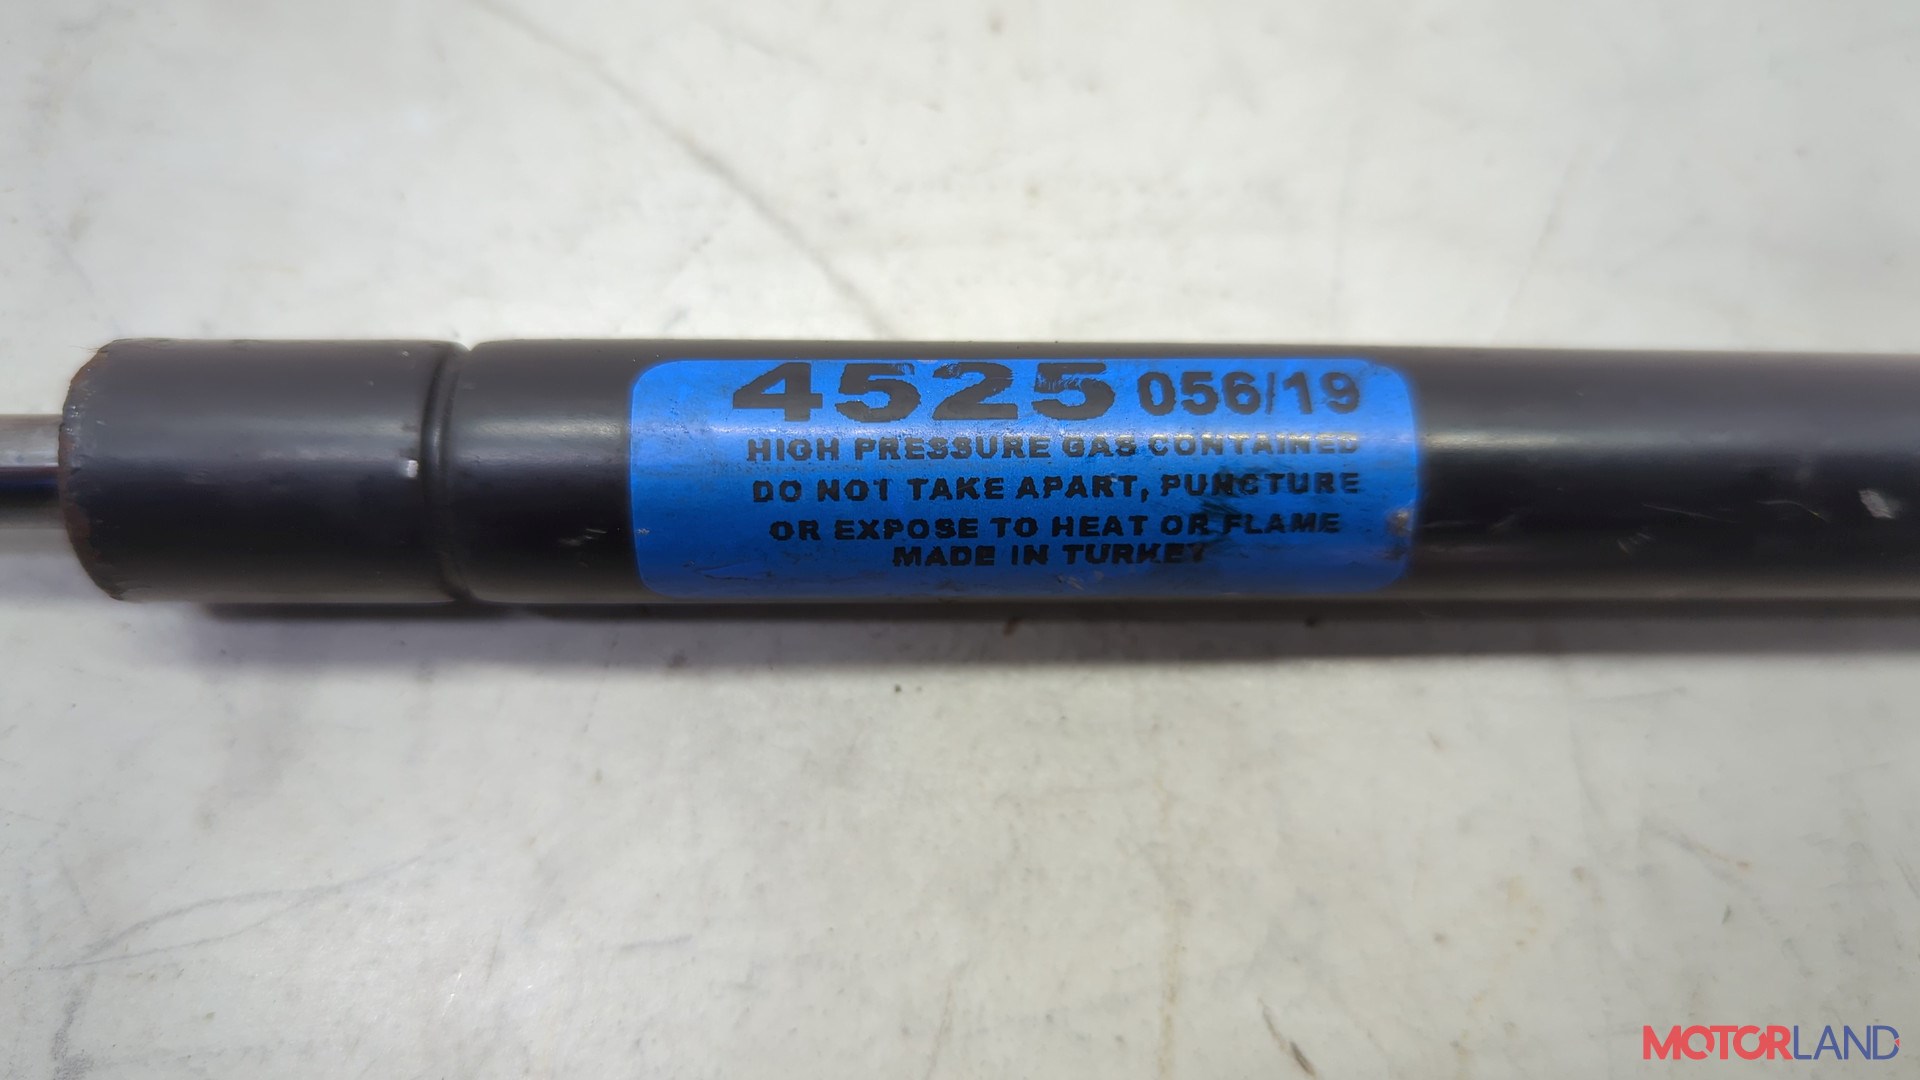 4525 056/19
HIGH PRESSURE GAS CONTAINED
DO NOT TAKE APART, PUNCTURE
OR EXPOSE TO HEAT OR FLAME
MADE IN TURKEY
MOTORLAND